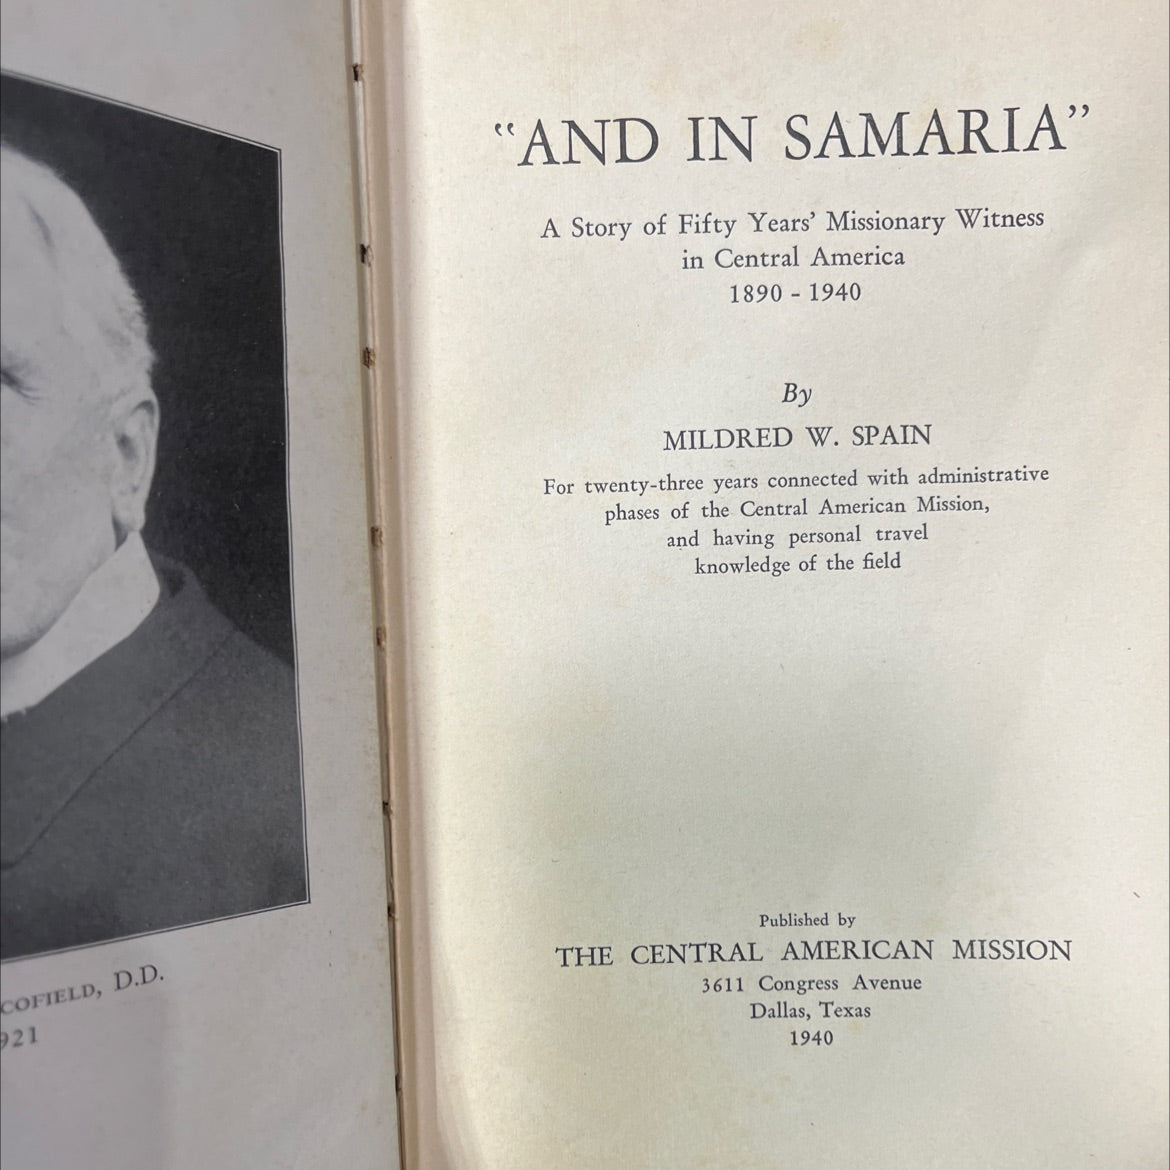 COFIELD, D.D.
921
“AND IN SAMARIA”
A Story of Fifty Years’ Missionary Witness
in Central America
1890 - 1940
By
MILDRED W. SPAIN
For twenty-three years connected with administrative
phases of the Central American Mission,
and having personal travel
knowledge of the field
Published by
THE CENTRAL AMERICAN MISSION
3611 Congress Avenue
Dallas, Texas
1940